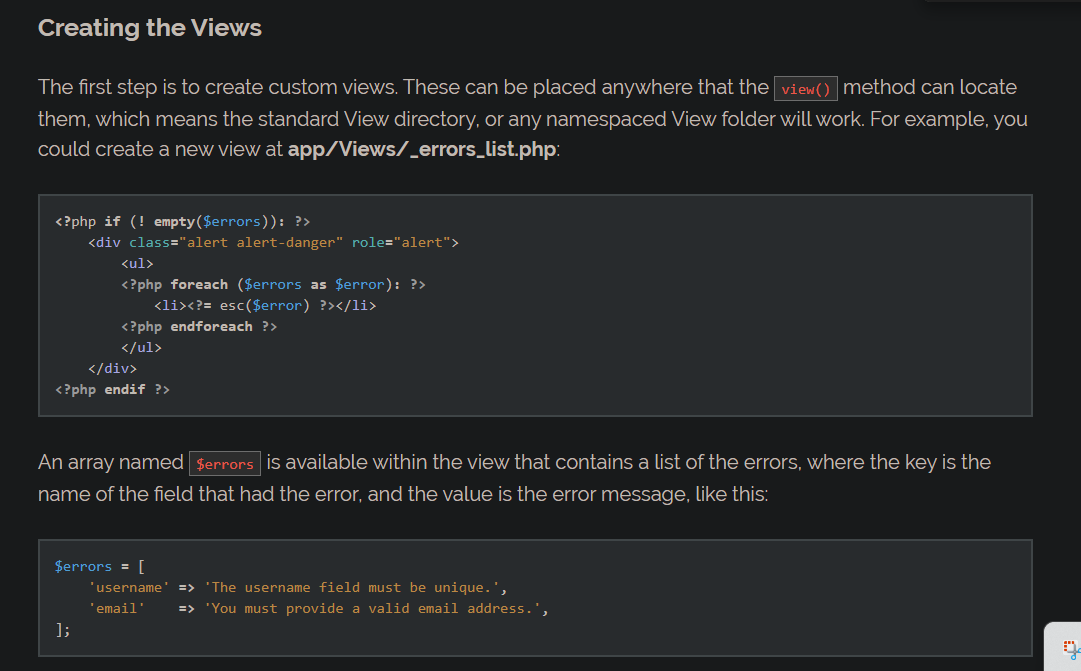 Creating the Views
The first step is to create custom views. These can be placed anywhere that the view() method can locate
them, which means the standard View directory, or any namespaced View folder will work. For example, you
could create a new view at app/Views/_errors_list.php:
<?php if (! empty($errors)): ?>
    <div class="alert alert-danger" role="alert">
        <ul>
        <?php foreach ($errors as $error): ?>
            <li><?= esc($error) ?></li>
        <?php endforeach ?>
        </ul>
    </div>
<?php endif ?>
An array named $errors is available within the view that contains a list of the errors, where the key is the
name of the field that had the error, and the value is the error message, like this:
$errors = [
    'username' => 'The username field must be unique.',
    'email'    => 'You must provide a valid email address.',
];